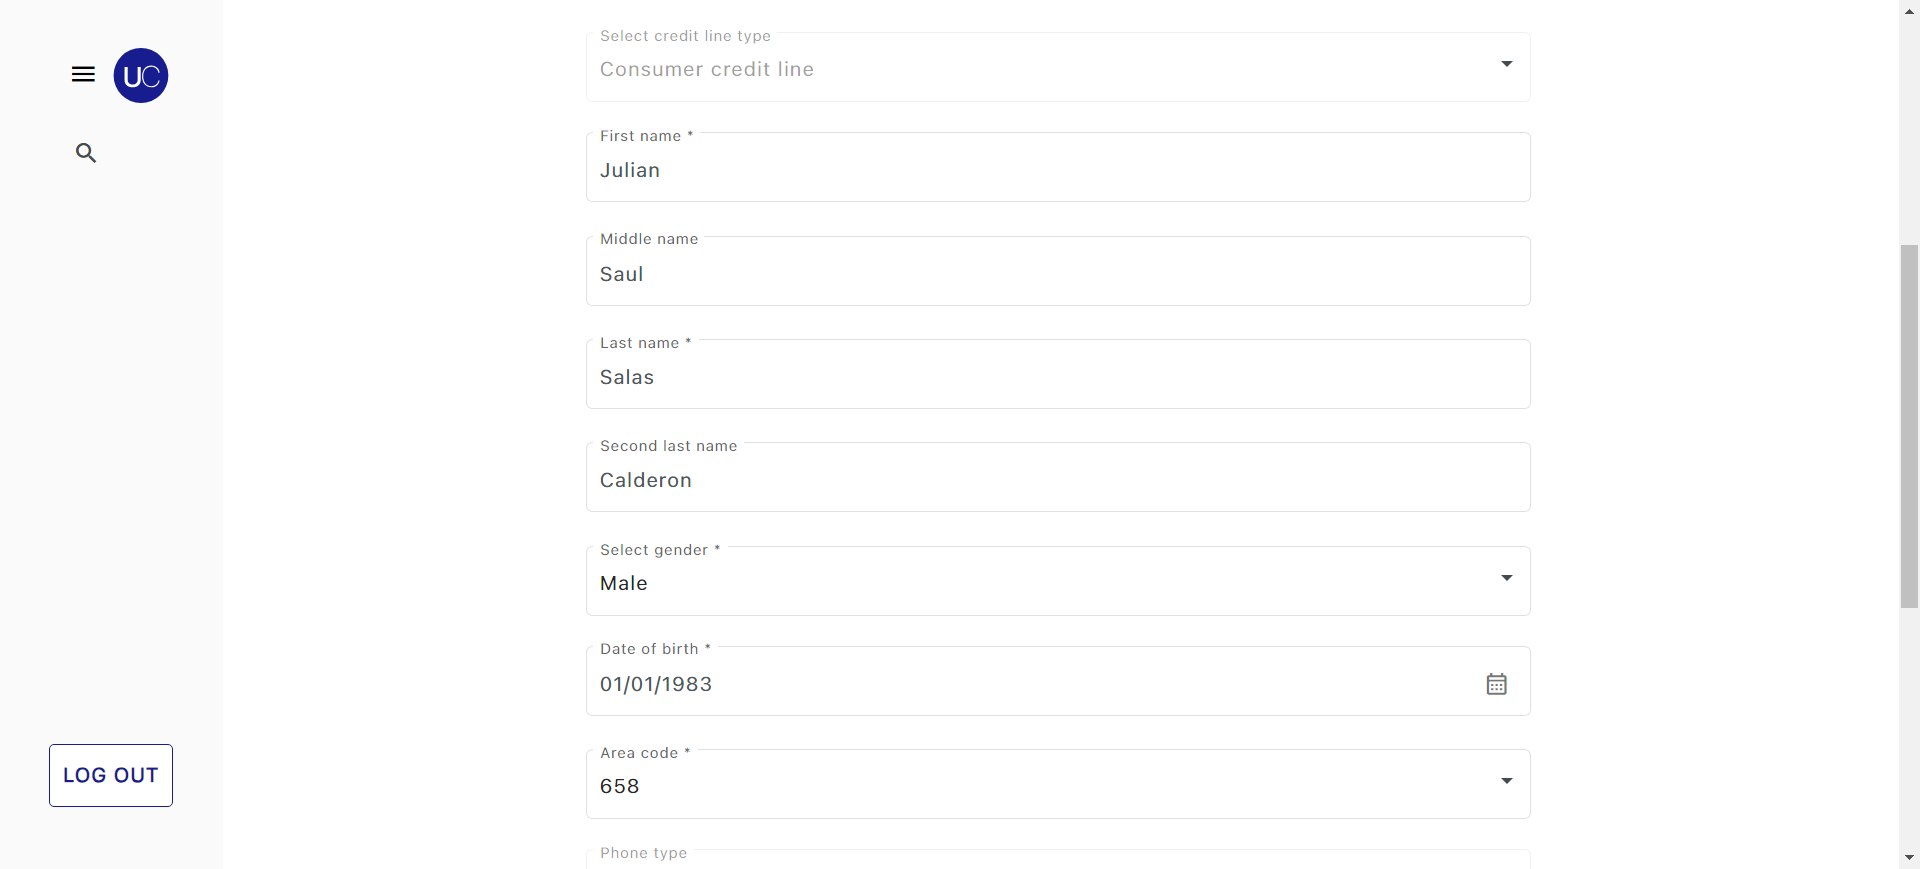 UC
Select credit line type
Consumer credit line
First name *
Julian
Middle name
Saul
Last name *
Salas
Second last name
Calderon
Select gender *
Male
Date of birth *
01/01/1983
Area code *
658
Phone type
LOG OUT